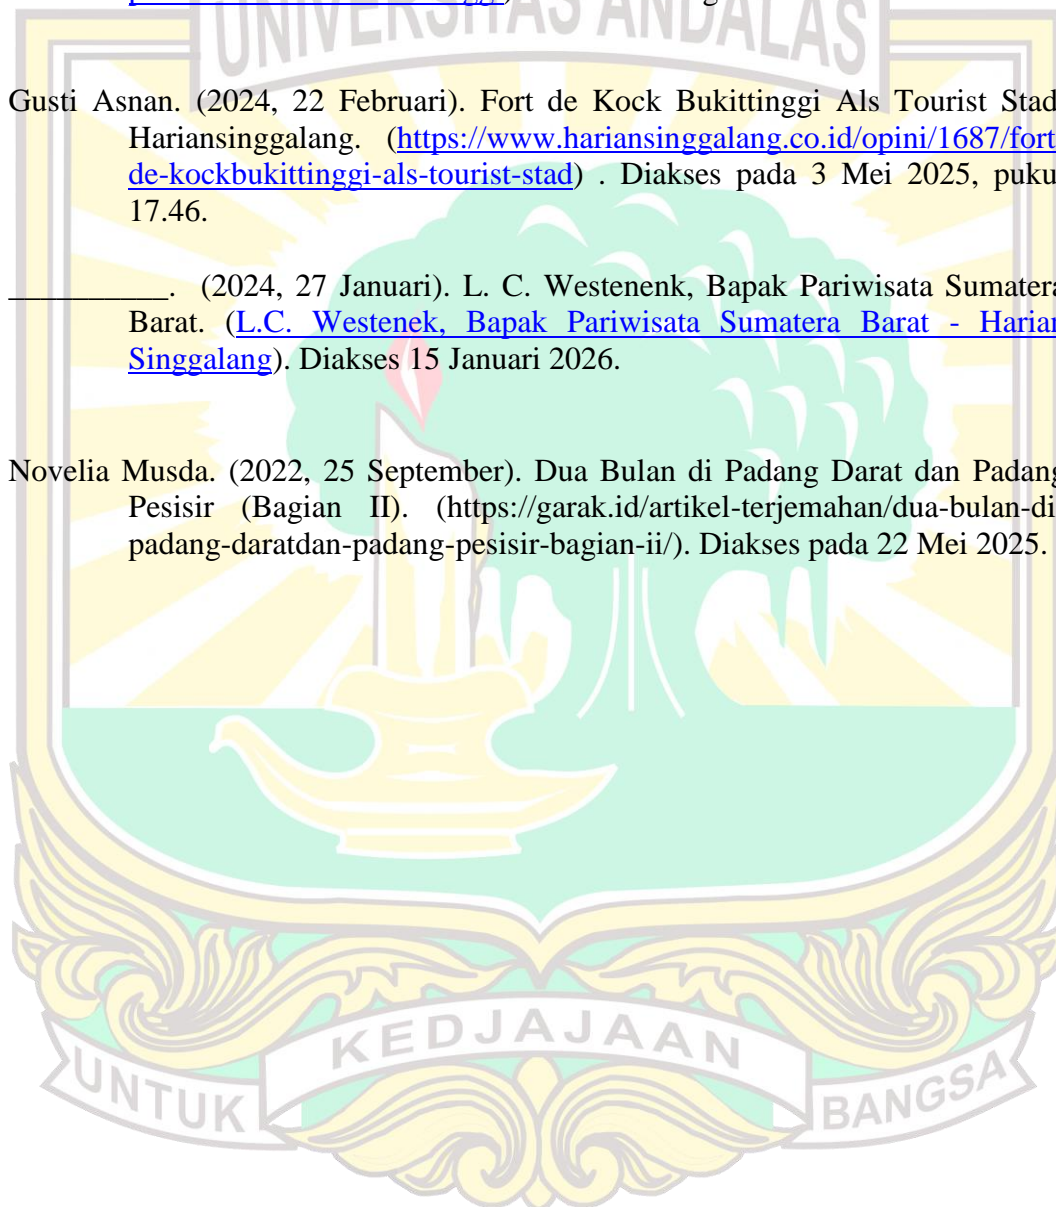 UNIVERSITAS ANDALAS
Gusti Asnan. (2024, 22 Februari). Fort de Kock Bukittinggi Als Tourist Stad
Hariansinggalang. (https://www.hariansinggalang.co.id/opini/1687/fort-
de-kockbukittinggi-als-tourist-stad) . Diakses pada 3 Mei 2025, puku
17.46.
__________. (2024, 27 Januari). L. C. Westenenk, Bapak Pariwisata Sumatera
Barat. (L.C. Westenek, Bapak Pariwisata Sumatera Barat - Harian
Singgalang). Diakses 15 Januari 2026.
Novelia Musda. (2022, 25 September). Dua Bulan di Padang Darat dan Padang
Pesisir (Bagian II). (https://garak.id/artikel-terjemahan/dua-bulan-di-
padang-daratdan-padang-pesisir-bagian-ii/). Diakses pada 22 Mei 2025.
UNTUK KEDJAJAAN BANGSA